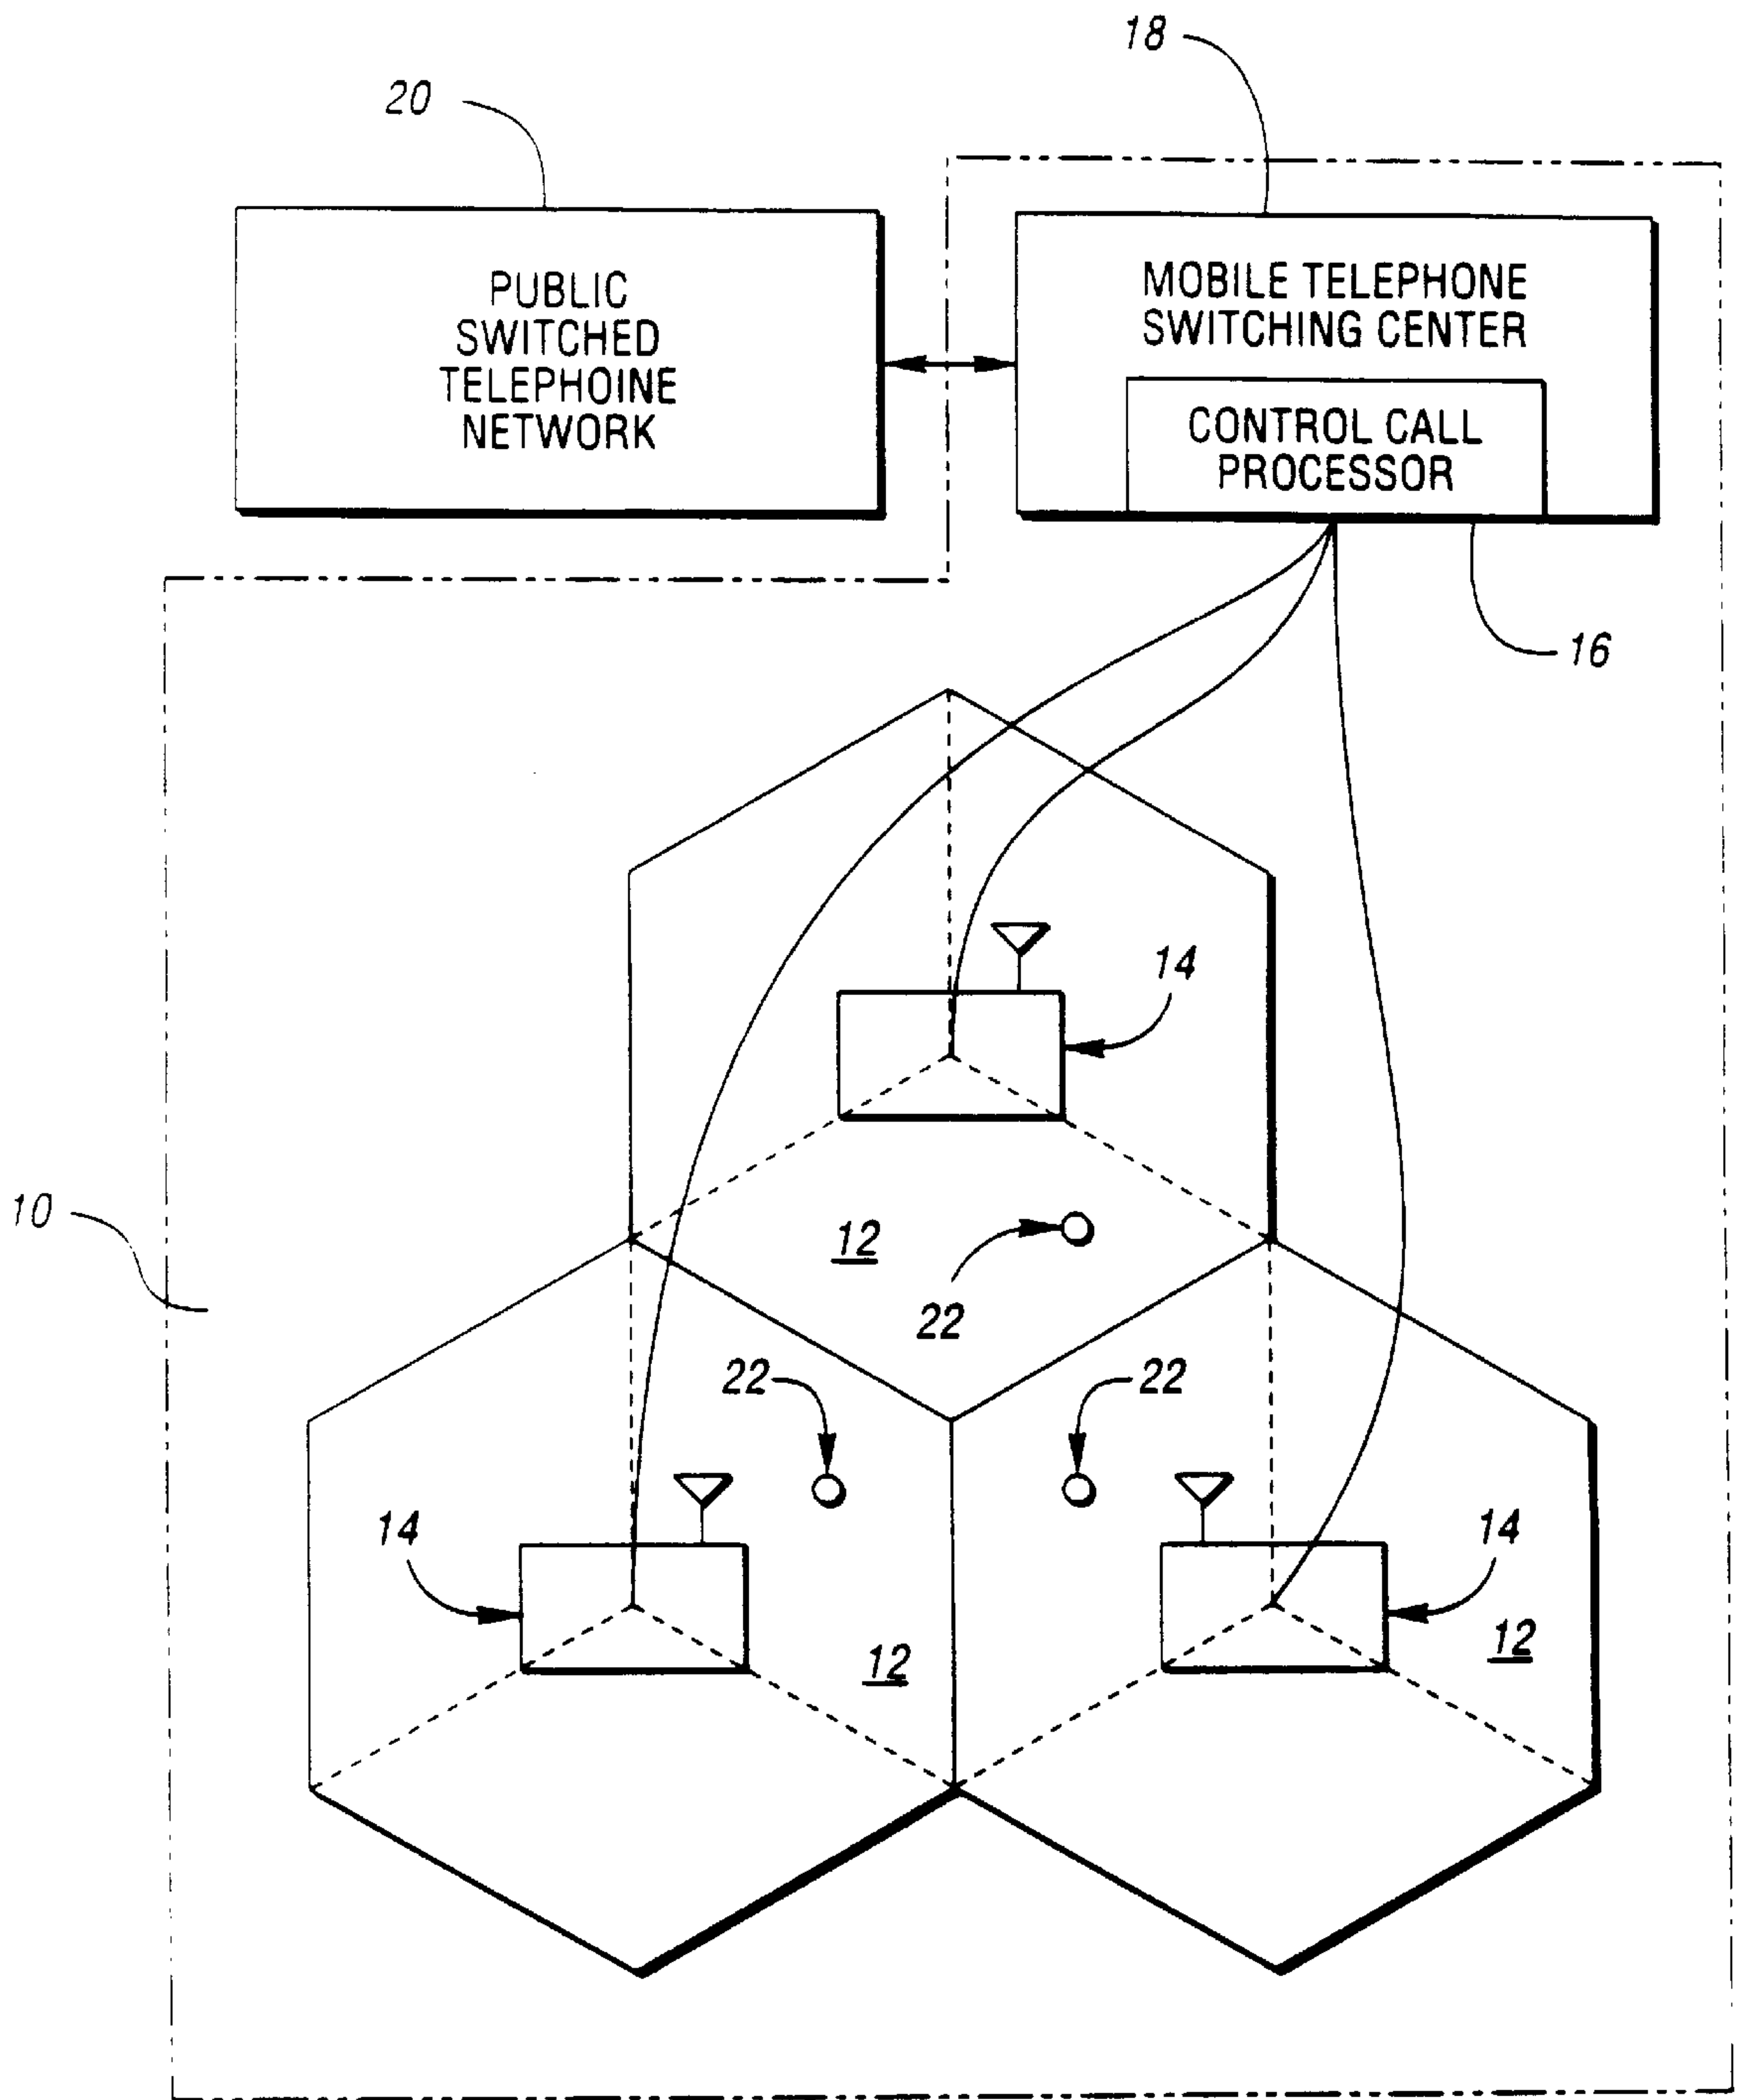 18
20
PUBLIC
SWITCHED
TELEPHOINE
NETWORK
MOBILE TELEPHONE
SWITCHING CENTER
CONTROL CALL
PROCESSOR
16
14
10
12
22
22
22
14
14
12
12